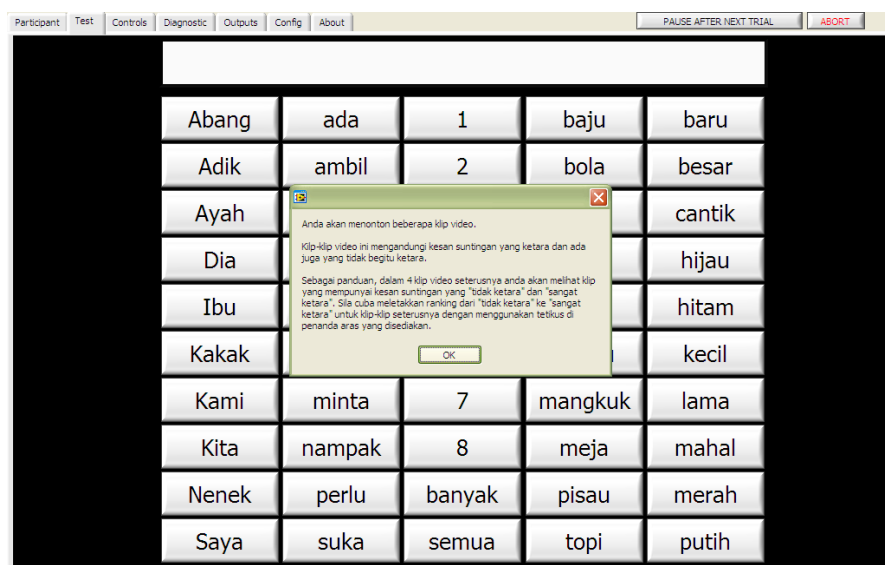 Participant Test Controls Diagnostic Outputs Config About PAUSE AFTER NEXT TRIAL ABORT
Abang ada 1 baju baru
Adik ambil 2 bola besar
Ayah cantik
Dia hijau
Ibu hitam
Kakak kecil
Anda akan menonton beberapa klip video.
Klip-klip video ini mengandungi kesan suntingan yang ketara dan ada
juga yang tidak begitu ketara.
Sebagai panduan, dalam 4 klip video seterusnya anda akan melihat klip
yang mempunyai kesan suntingan yang "tidak ketara" dan "sangat
ketara". Sila cuba meletakkan ranking dari "tidak ketara" ke "sangat
ketara" untuk klip-klip seterusnya dengan menggunakan tetikus di
penanda aras yang disediakan.
OK
Kami minta 7 mangkuk lama
Kita nampak 8 meja mahal
Nenek perlu banyak pisau merah
Saya suka semua topi putih